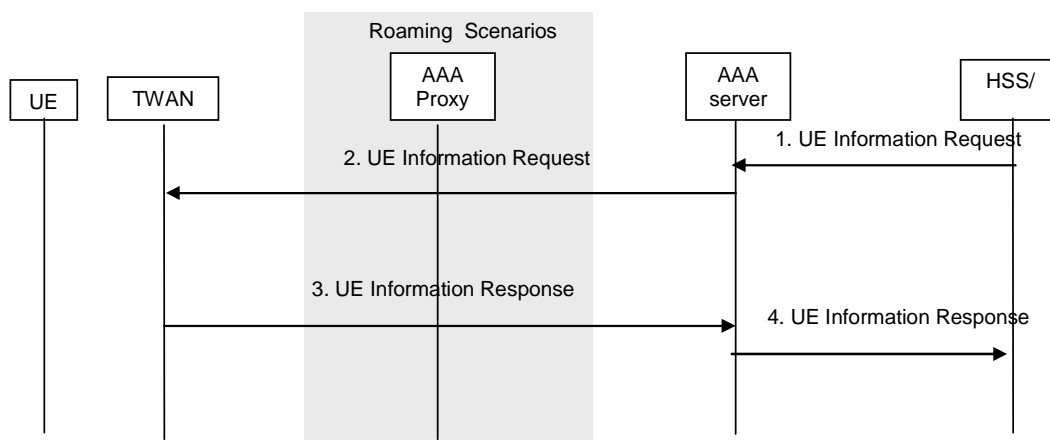 Roaming Scenarios
UE
TWAN
AAA
Proxy
AAA
server
HSS/
1. UE Information Request
2. UE Information Request
3. UE Information Response
4. UE Information Response